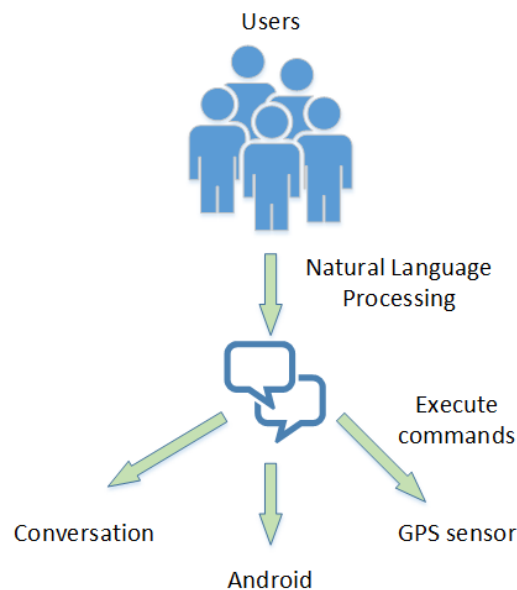 Users
Natural Language
Processing
Execute
commands
Conversation
GPS sensor
Android